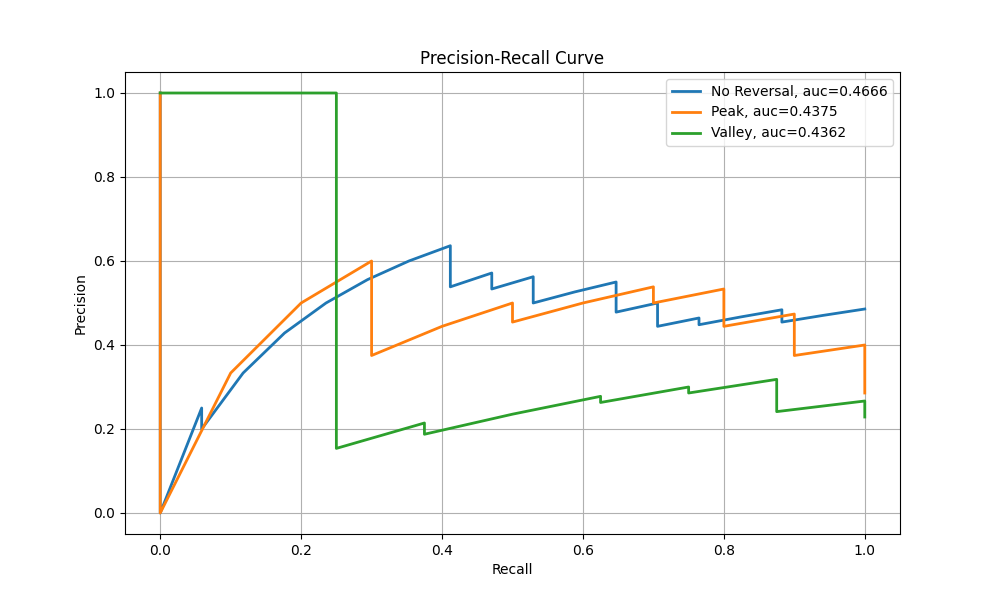 Precision-Recall Curve
No Reversal, auc=0.4666
Peak, auc=0.4375
Valley, auc=0.4362
Precision
1.0
0.8
0.6
0.4
0.2
0.0
0.0 0.2 0.4 0.6 0.8 1.0
Recall